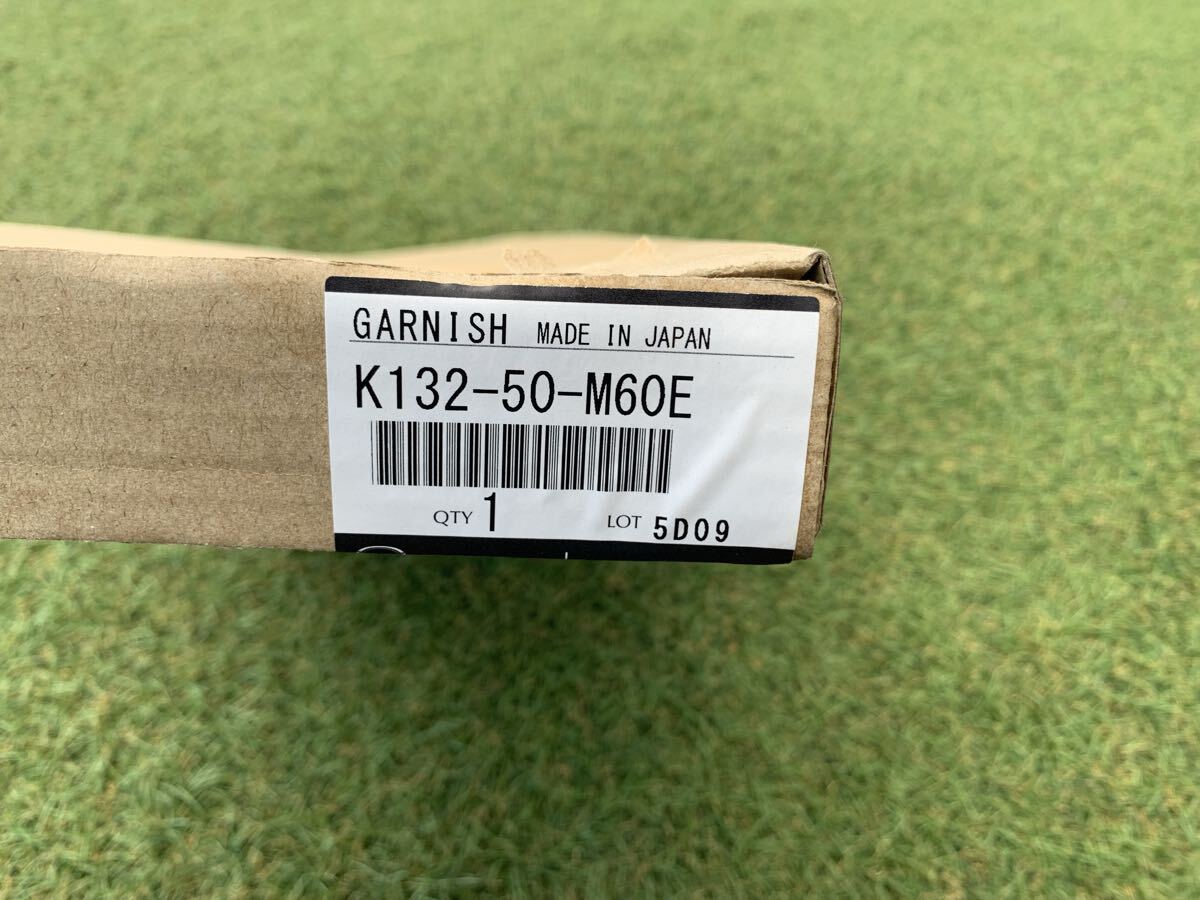 GARNISH MADE IN JAPAN
K132-50-M60E
QTY 1 LOT 5D09